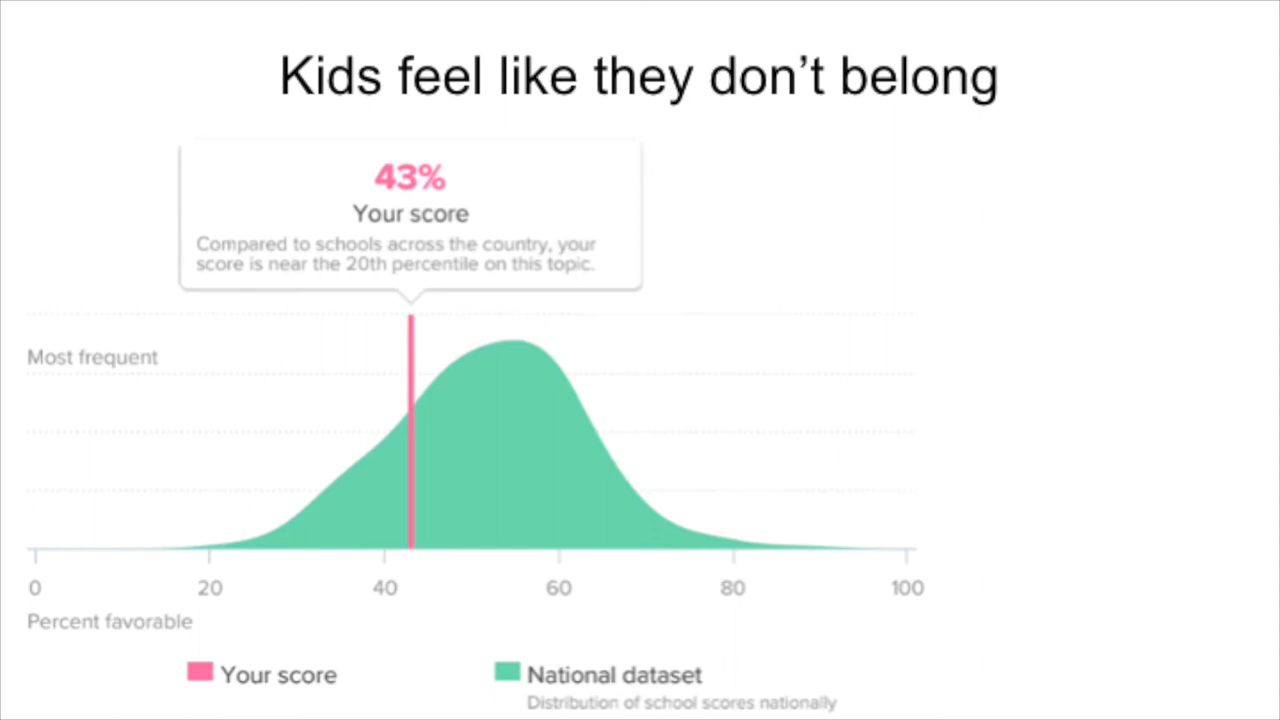 Kids feel like they don’t belong
43%
Your score
Compared to schools across the country, your
score is near the 20th percentile on this topic.
Most frequent
0 20 40 60 80 100
Percent favorable
Your score
National dataset
Distribution of school scores nationally